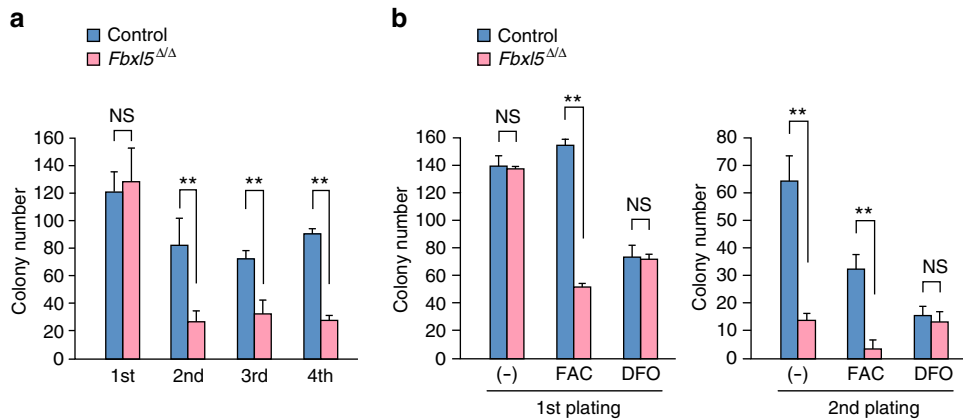 a
Control
Fbxl5Δ/Δ
Colony number
160
140
120
100
80
60
40
20
0
NS
**
**
**
1st 2nd 3rd 4th
b
Control
Fbxl5Δ/Δ
Colony number
160
140
120
100
80
60
40
20
0
NS
**
NS
(–) FAC DFO
1st plating
Colony number
80
70
60
50
40
30
20
10
0
**
**
NS
(–) FAC DFO
2nd plating